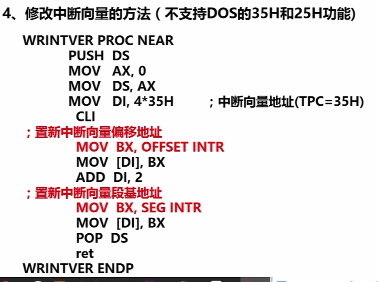 4、修改中断向量的方法（不支持DOS的35H和25H功能)
WRINTVER PROC NEAR
PUSH DS
MOV AX, 0
MOV DS, AX
MOV DI, 4*35H ；中断向量地址(TPC=35H)
CLI
；置新中断向量偏移地址
MOV BX, OFFSET INTR
MOV [DI], BX
ADD DI, 2
；置新中断向量段基地址
MOV BX, SEG INTR
MOV [DI], BX
POP DS
ret
WRINTVER ENDP